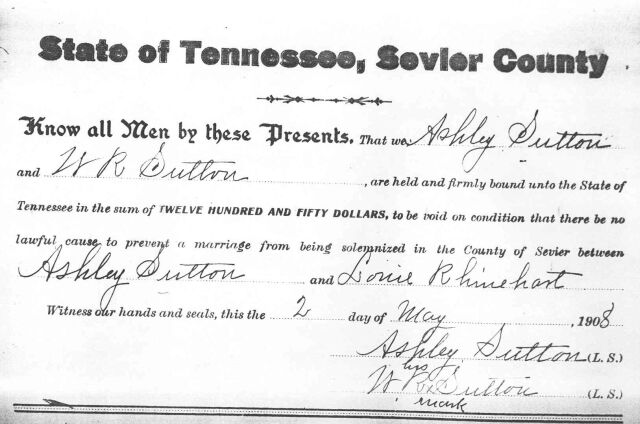 State of Tennessee, Sevier County
Know all Men by these Presents, That we, Ashley Sutton
and W R Sutton, are held and firmly bound unto the State of
Tennessee in the sum of TWELVE HUNDRED AND FIFTY DOLLARS, to be void on condition that there be no
lawful cause to prevent a marriage from being solemnized in the County of Sevier between
Ashley Sutton and Louie Rhinehart
Witness our hands and seals, this the 2 day of May, 1908
Ashley Sutton (L. S.)
his
W R x Sutton (L. S.)
mark